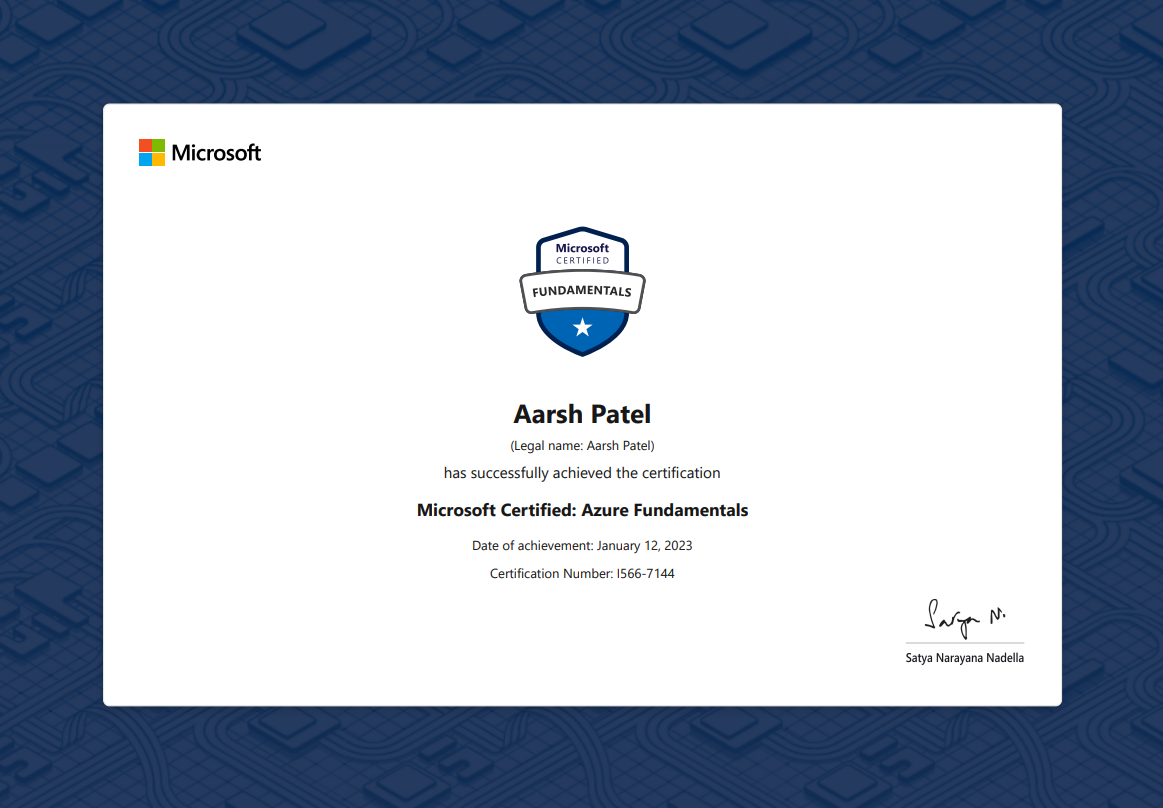 Microsoft
Microsoft
CERTIFIED
FUNDAMENTALS
Aarsh Patel
(Legal name: Aarsh Patel)
has successfully achieved the certification
Microsoft Certified: Azure Fundamentals
Date of achievement: January 12, 2023
Certification Number: I566-7144
Satya N.
Satya Narayana Nadella